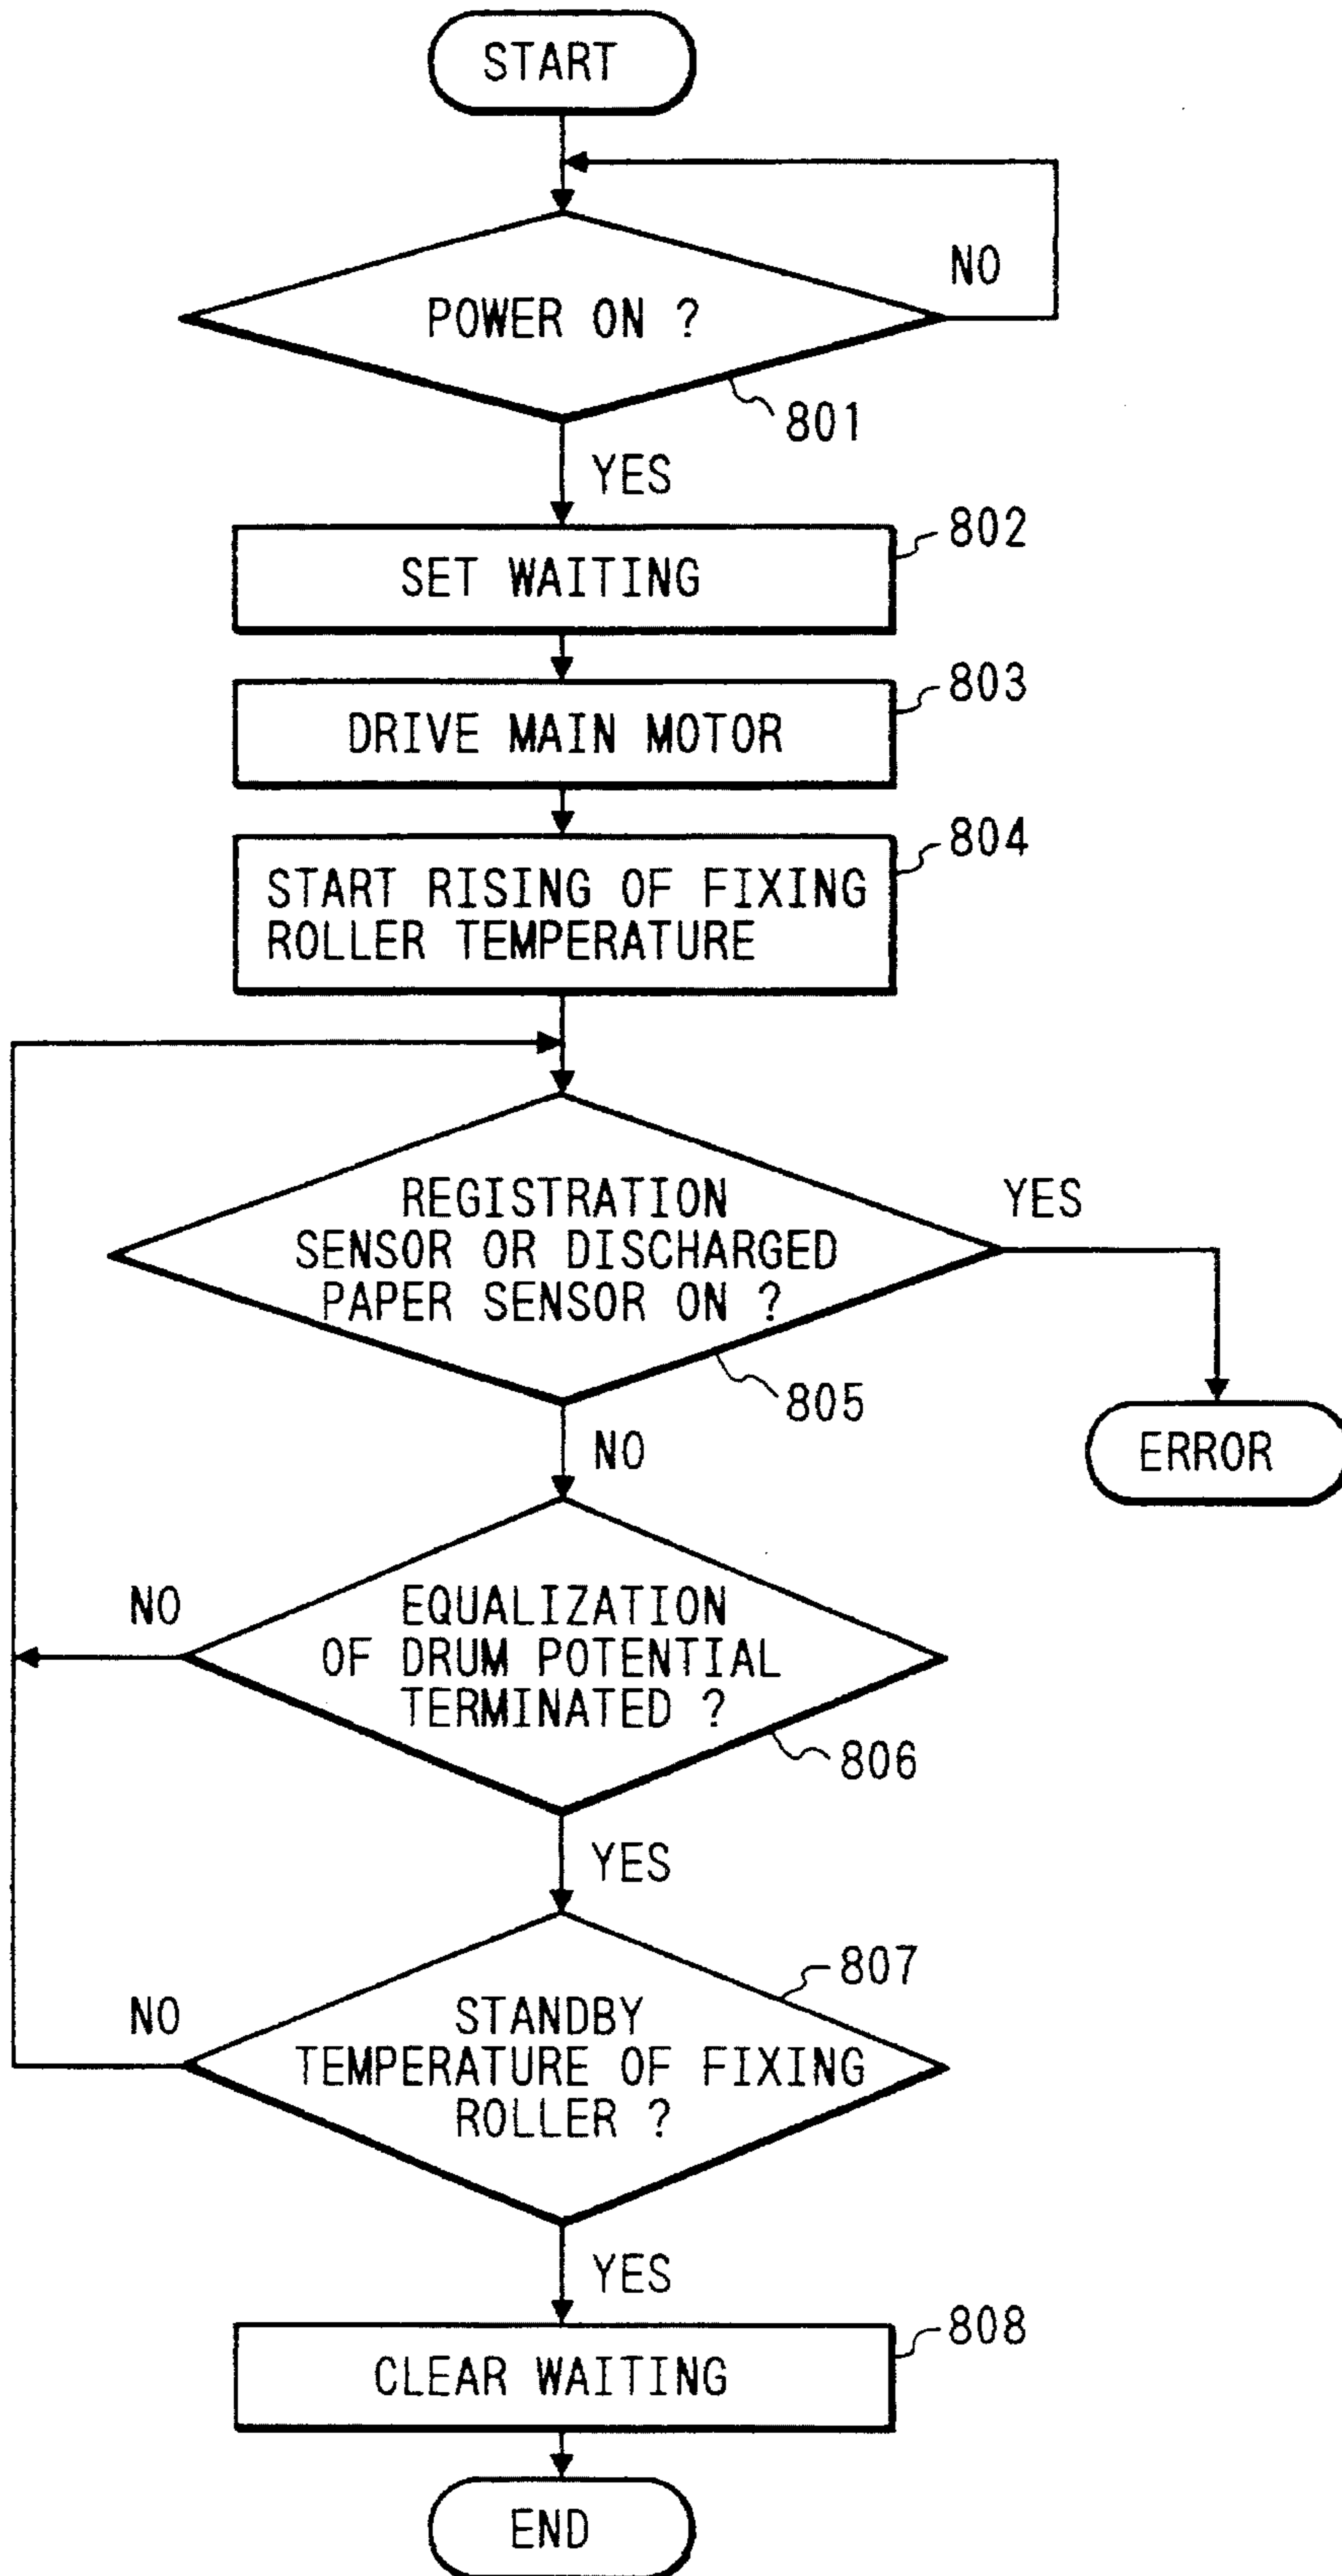 START
NO
POWER ON ?
801
YES
802
SET WAITING
803
DRIVE MAIN MOTOR
804
START RISING OF FIXING
ROLLER TEMPERATURE
REGISTRATION
YES
SENSOR OR DISCHARGED
PAPER SENSOR ON ?
805
NO
ERROR
NO
EQUALIZATION
OF DRUM POTENTIAL
TERMINATED ?
806
YES
807
NO
STANDBY
TEMPERATURE OF FIXING
ROLLER ?
YES
808
CLEAR WAITING
END